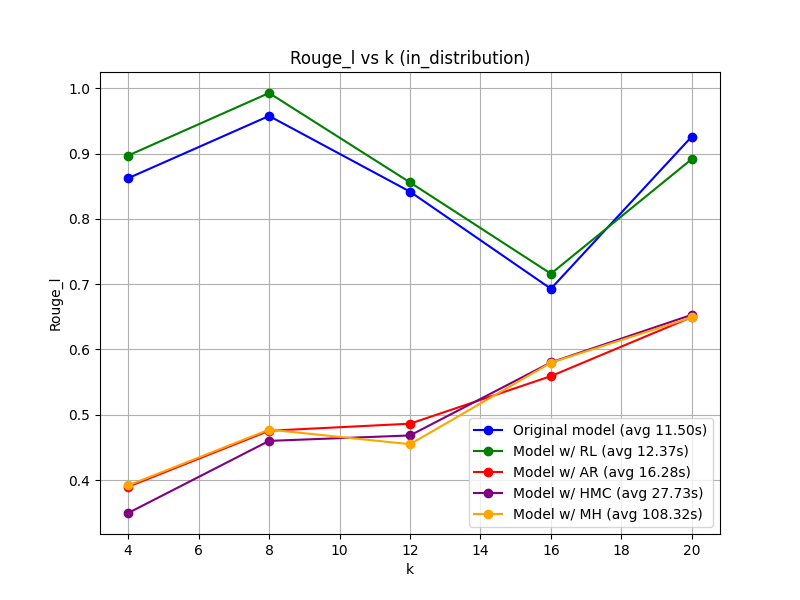 Rouge_l vs k (in_distribution)
1.0
0.9
0.8
0.7
0.6
0.5
0.4
Rouge_l
Original model (avg 11.50s)
Model w/ RL (avg 12.37s)
Model w/ AR (avg 16.28s)
Model w/ HMC (avg 27.73s)
Model w/ MH (avg 108.32s)
4 6 8 10 12 14 16 18 20
k